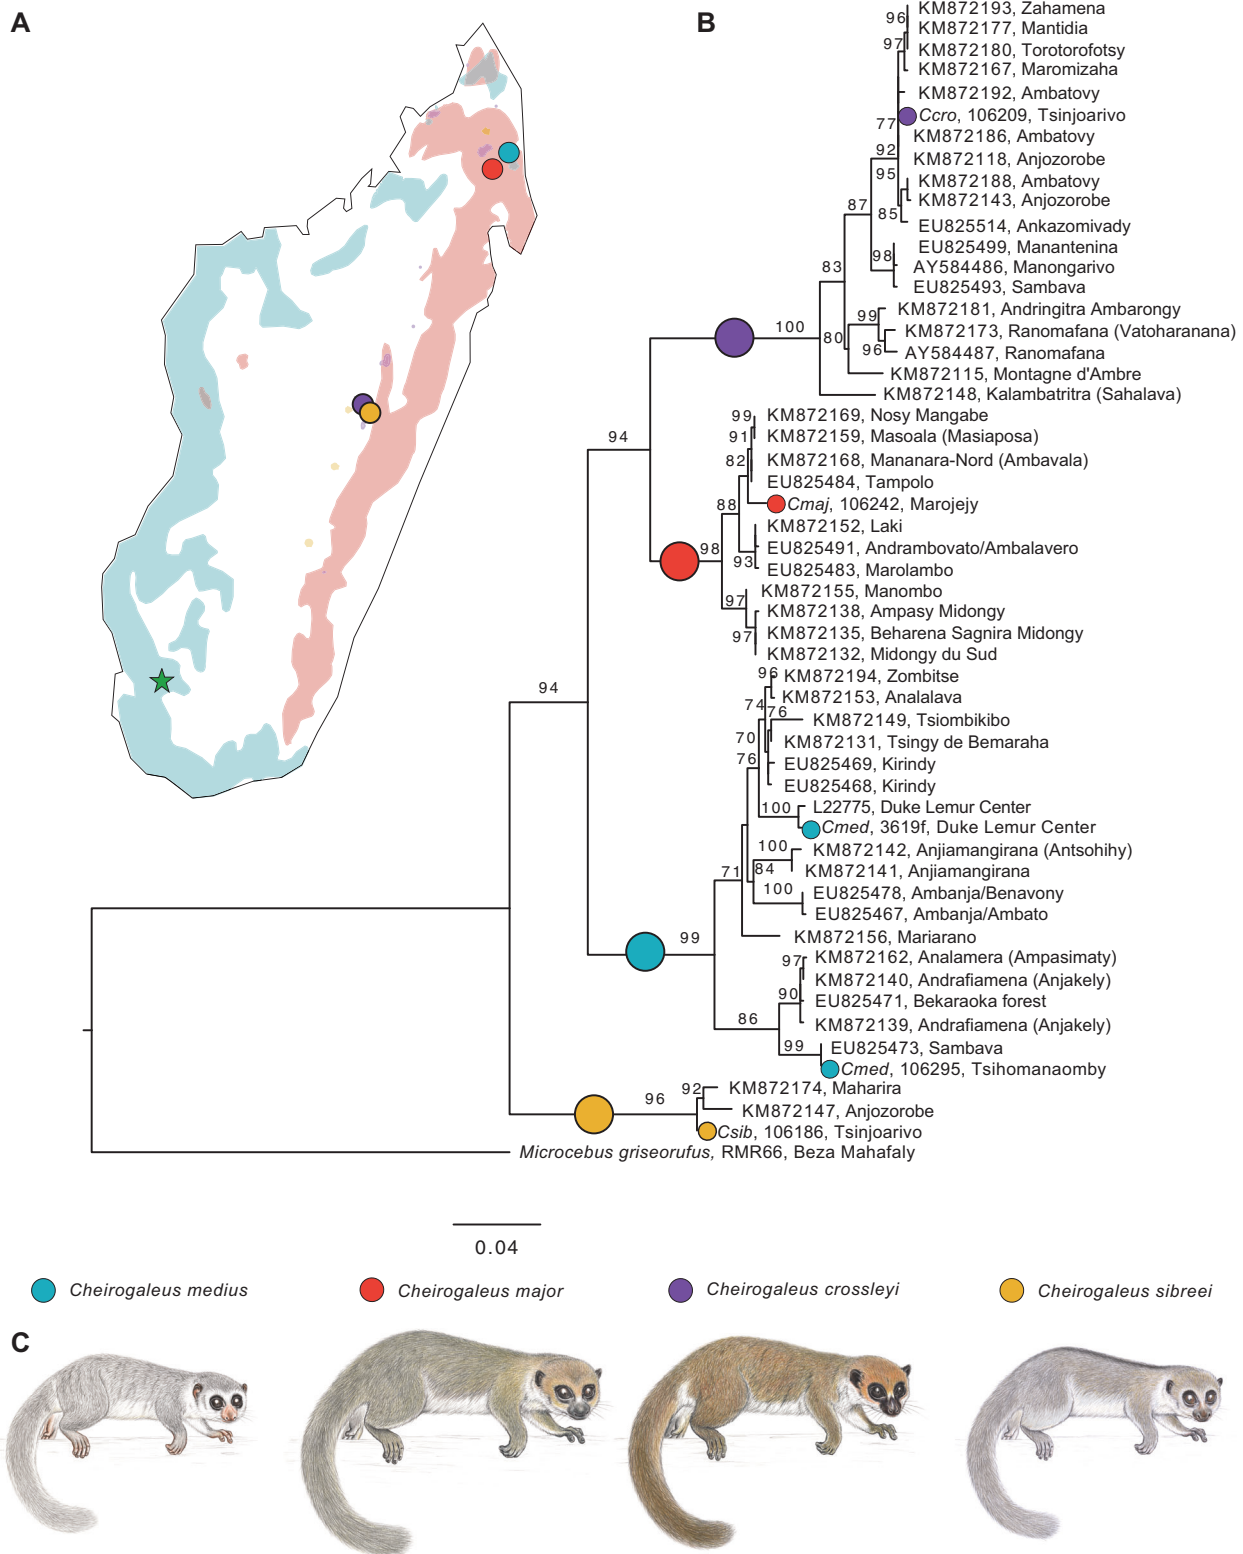 A
B
96
KM872193, Zahamena
KM872177, Mantidia
97
KM872180, Torotorofotsy
KM872167, Maromizaha
KM872192, Ambatovy
77
Ccro, 106209, Tsinjoarivo
KM872186, Ambatovy
92
KM872118, Anjozorobe
95
KM872188, Ambatovy
KM872143, Anjozorobe
87
85
EU825514, Ankazomivady
EU825499, Manantenina
98
AY584486, Manongarivo
83
EU825493, Sambava
KM872181, Andringitra Ambarongy
99
KM872173, Ranomafana (Vatoharanana)
100
80
96
AY584487, Ranomafana
KM872115, Montagne d'Ambre
KM872148, Kalambatritra (Sahalava)
99
KM872169, Nosy Mangabe
91
KM872159, Masoala (Masiaposa)
94
82
KM872168, Mananara-Nord (Ambavala)
EU825484, Tampolo
88
Cmaj, 106242, Marojejy
KM872152, Laki
98
EU825491, Andrambovato/Ambalavero
93
EU825483, Marolambo
KM872155, Manombo
97
KM872138, Ampasy Midongy
97
KM872135, Beharena Sagnira Midongy
KM872132, Midongy du Sud
96
KM872194, Zombitse
94
KM872153, Analalava
74
76
KM872149, Tsiombikibo
70
KM872131, Tsingy de Bemaraha
76
EU825469, Kirindy
EU825468, Kirindy
100
L22775, Duke Lemur Center
Cmed, 3619f, Duke Lemur Center
100
KM872142, Anjiamangirana (Antsohihy)
71
84
KM872141, Anjiamangirana
100
EU825478, Ambanja/Benavony
EU825467, Ambanja/Ambato
99
KM872156, Mariarano
97
KM872162, Analamera (Ampasimaty)
KM872140, Andrafiamena (Anjakely)
90
EU825471, Bekaraoka forest
86
KM872139, Andrafiamena (Anjakely)
99
EU825473, Sambava
Cmed, 106295, Tsihomanaomby
96
92
KM872174, Maharira
KM872147, Anjozorobe
Csib, 106186, Tsinjoarivo
Microcebus griseorufus, RMR66, Beza Mahafaly
0.04
Cheirogaleus medius
Cheirogaleus major
Cheirogaleus crossleyi
Cheirogaleus sibreei
C